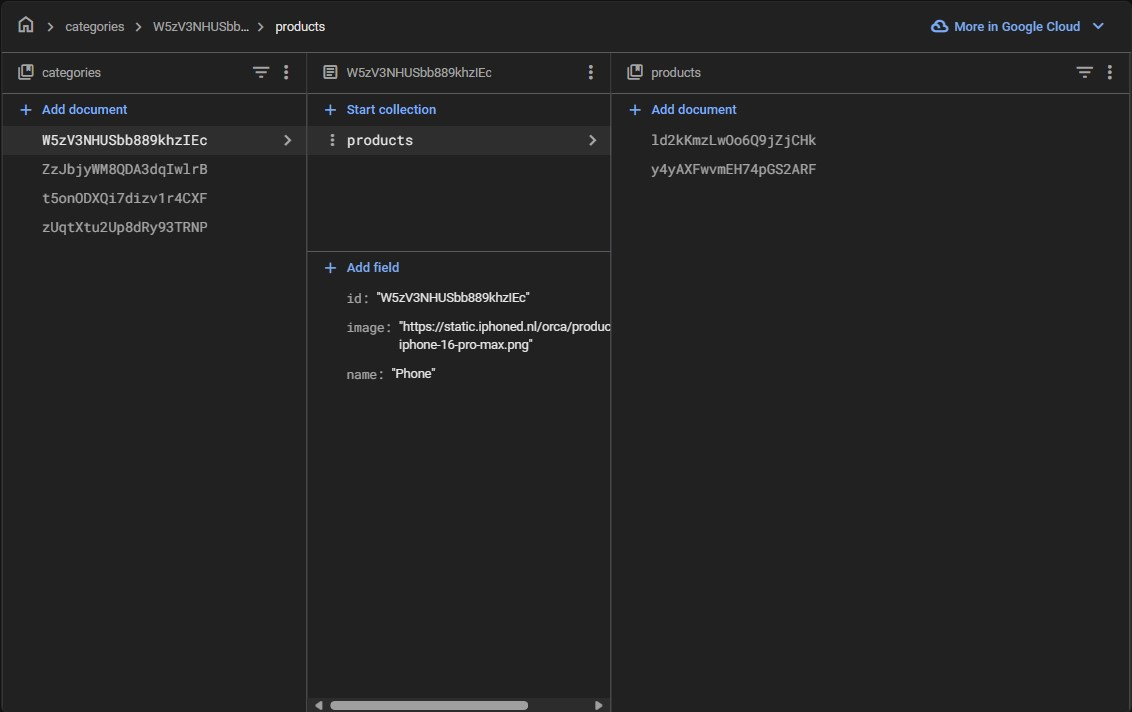 categories
W5zV3NHUSbb...
products
More in Google Cloud
categories
Add document
W5zV3NHUSbb889khzIEc
ZzJbjyWM8QDA3dqIwlrB
t5onODXQi7dizv1r4CXF
zUqtXtu2Up8dRy93TRNP
W5zV3NHUSbb889khzIEc
Start collection
products
Add field
id: "W5zV3NHUSbb889khzIEc"
image: "https://static.iphoned.nl/orca/produc
iphone-16-pro-max.png"
name: "Phone"
products
Add document
ld2kKmzLwOo6Q9jZjCHk
y4yAXFwvmEH74pGS2ARF